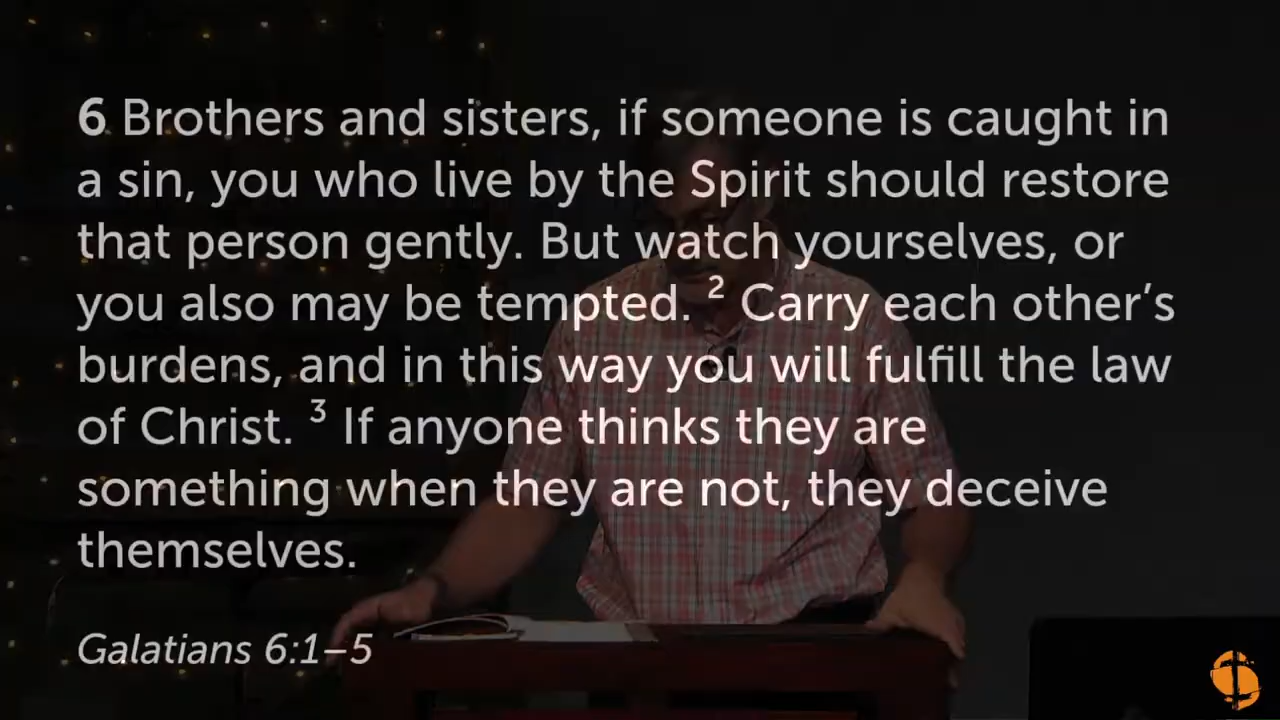 6 Brothers and sisters, if someone is caught in
a sin, you who live by the Spirit should restore
that person gently. But watch yourselves, or
you also may be tempted. ² Carry each other’s
burdens, and in this way you will fulfill the law
of Christ. ³ If anyone thinks they are
something when they are not, they deceive
themselves.
Galatians 6:1–5